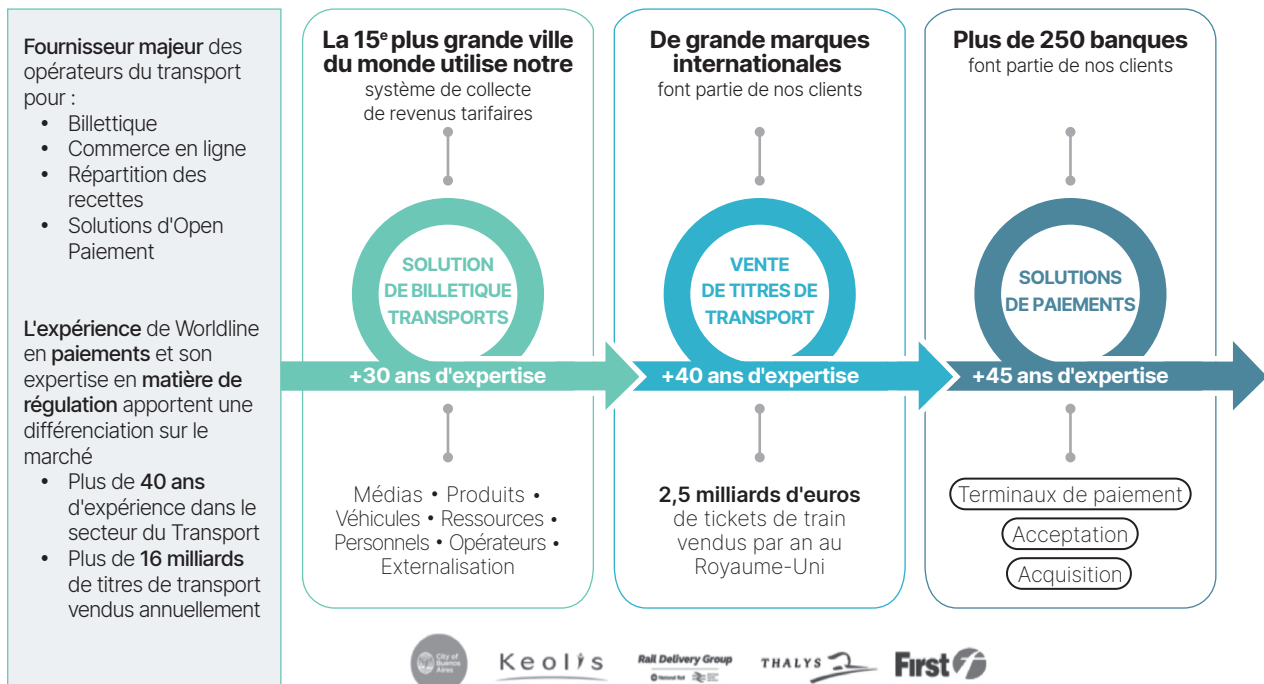 Fournisseur majeur des
opérateurs du transport
pour :
• Billettique
• Commerce en ligne
• Répartition des
recettes
• Solutions d'Open
Paiement
L'expérience de Worldline
en paiements et son
expertise en matière de
régulation apportent une
différenciation sur le
marché
• Plus de 40 ans
d'expérience dans le
secteur du Transport
• Plus de 16 milliards
de titres de transport
vendus annuellement
La 15e plus grande ville
du monde utilise notre
système de collecte
de revenus tarifaires
SOLUTION
DE BILLETIQUE
TRANSPORTS
+30 ans d'expertise
Médias • Produits •
Véhicules • Ressources •
Personnels • Opérateurs •
Externalisation
De grande marques
internationales
font partie de nos clients
VENTE
DE TITRES DE
TRANSPORT
+40 ans d'expertise
2,5 milliards d'euros
de tickets de train
vendus par an au
Royaume-Uni
Plus de 250 banques
font partie de nos clients
SOLUTIONS
DE PAIEMENTS
+45 ans d'expertise
Terminaux de paiement
Acceptation
Acquisition
City of
Buenos
Aires
Keolis
Rail Delivery Group
National Rail
THALYS
First